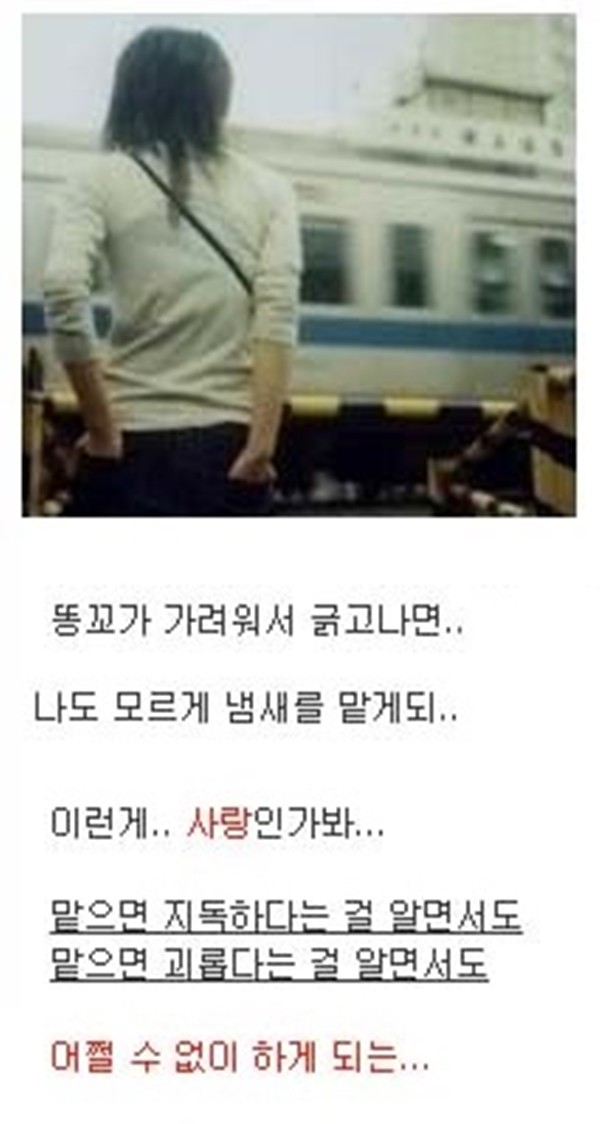 똥꼬가 가려워서 긁고나면..
나도 모르게 냄새를 맡게되..
이런게.. 사랑인가봐...
맡으면 지독하다는 걸 알면서도
맡으면 괴롭다는 걸 알면서도
어쩔 수 없이 하게 되는...